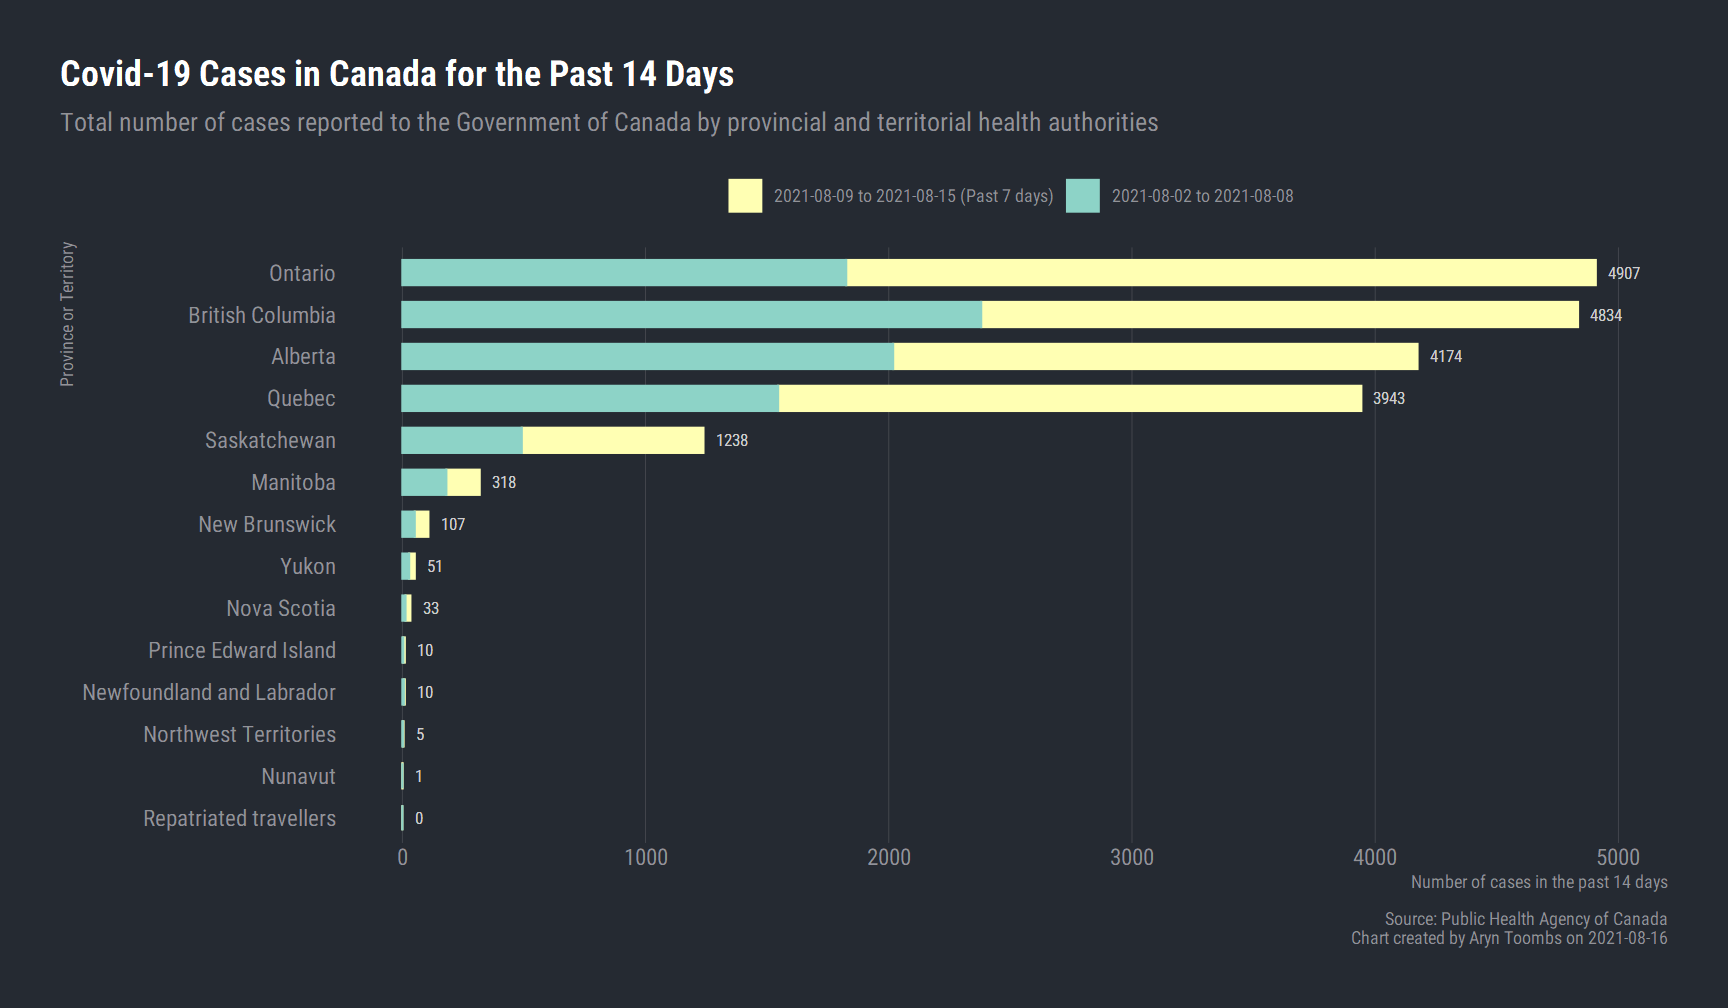 Covid-19 Cases in Canada for the Past 14 Days
Total number of cases reported to the Government of Canada by provincial and territorial health authorities
2021-08-09 to 2021-08-15 (Past 7 days) 2021-08-02 to 2021-08-08
Province or Territory
Ontario 4907
British Columbia 4834
Alberta 4174
Quebec 3943
Saskatchewan 1238
Manitoba 318
New Brunswick 107
Yukon 51
Nova Scotia 33
Prince Edward Island 10
Newfoundland and Labrador 10
Northwest Territories 5
Nunavut 1
Repatriated travellers 0
0 1000 2000 3000 4000 5000
Number of cases in the past 14 days
Source: Public Health Agency of Canada
Chart created by Aryn Toombs on 2021-08-16